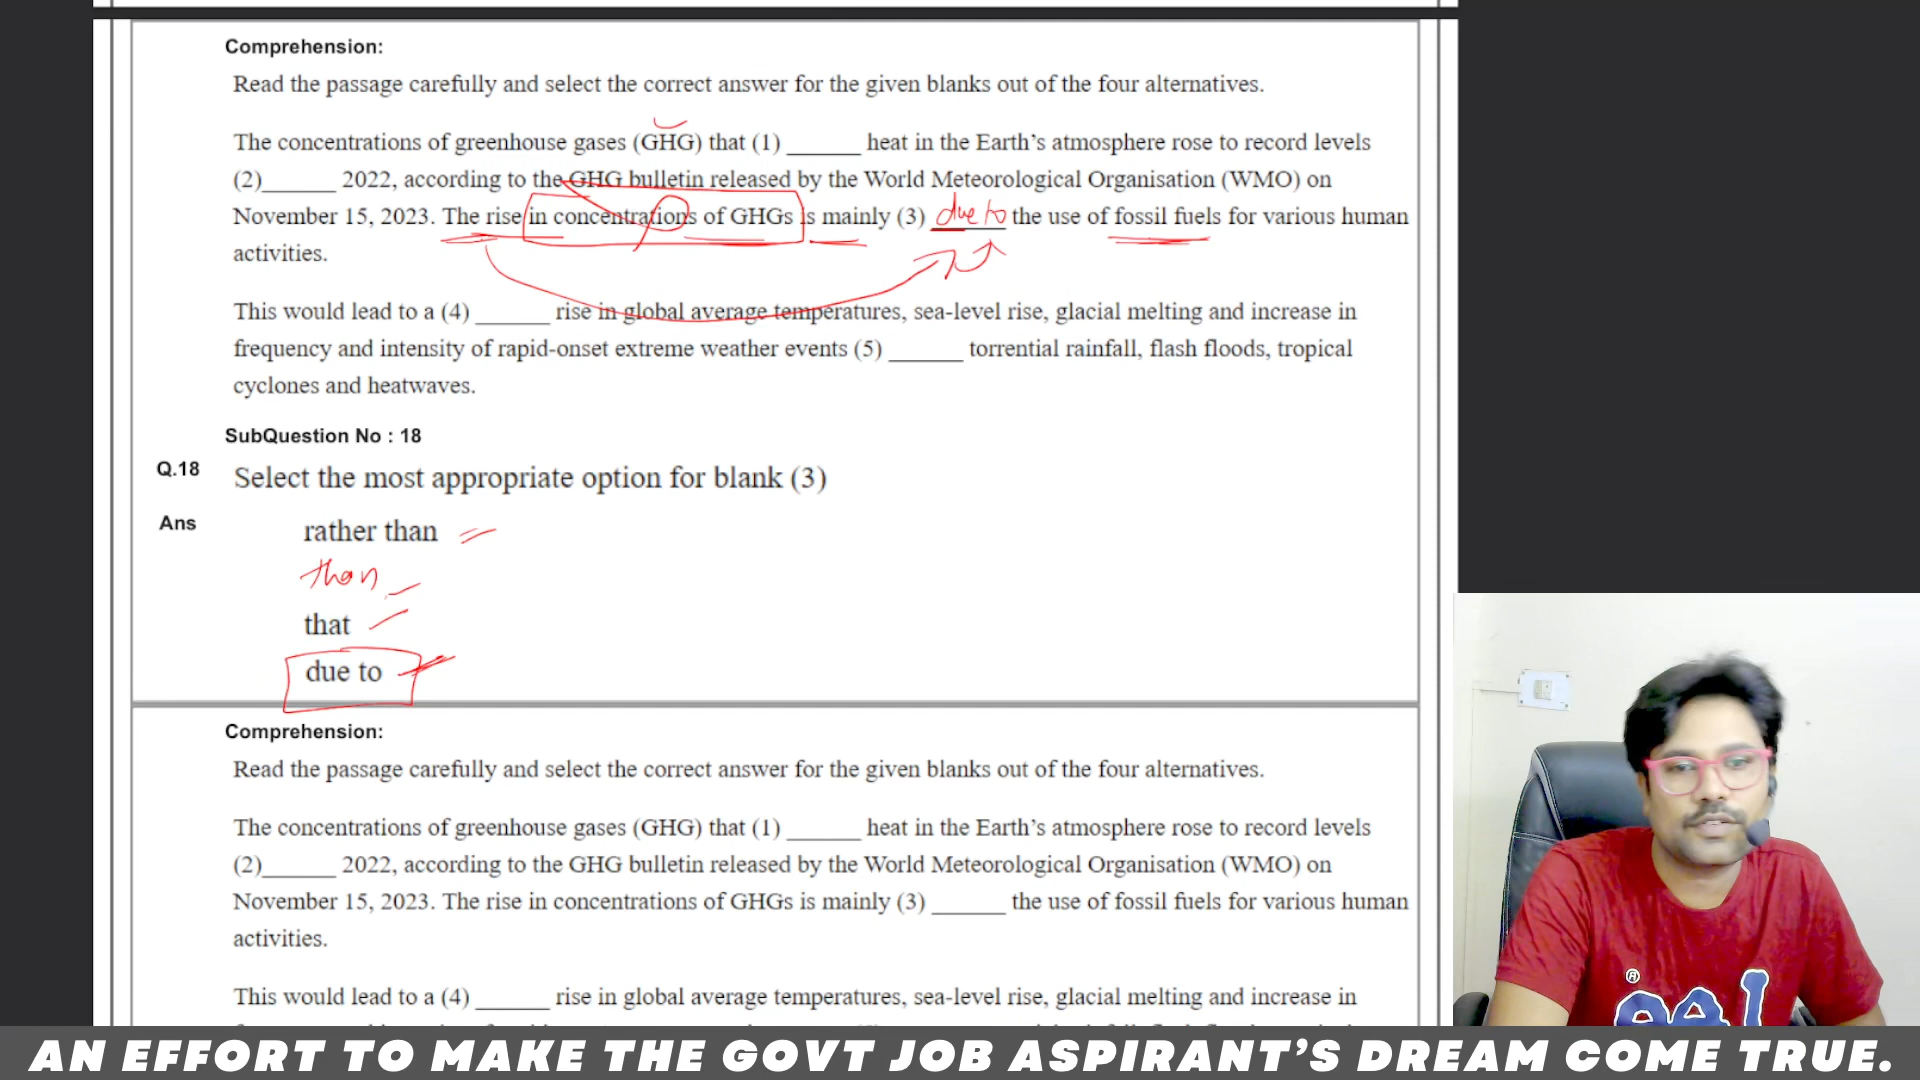 Comprehension:
Read the passage carefully and select the correct answer for the given blanks out of the four alternatives.
The concentrations of greenhouse gases (GHG) that (1) ______ heat in the Earth's atmosphere rose to record levels
(2)______ 2022, according to the GHG bulletin released by the World Meteorological Organisation (WMO) on
November 15, 2023. The rise in concentrations of GHGs is mainly (3) due to the use of fossil fuels for various human
activities.
This would lead to a (4) ______ rise in global average temperatures, sea-level rise, glacial melting and increase in
frequency and intensity of rapid-onset extreme weather events (5) ______ torrential rainfall, flash floods, tropical
cyclones and heatwaves.
SubQuestion No : 18
Q.18 Select the most appropriate option for blank (3)
Ans rather than
than
that
due to
Comprehension:
Read the passage carefully and select the correct answer for the given blanks out of the four alternatives.
The concentrations of greenhouse gases (GHG) that (1) ______ heat in the Earth's atmosphere rose to record levels
(2)______ 2022, according to the GHG bulletin released by the World Meteorological Organisation (WMO) on
November 15, 2023. The rise in concentrations of GHGs is mainly (3) ______ the use of fossil fuels for various human
activities.
This would lead to a (4) ______ rise in global average temperatures, sea-level rise, glacial melting and increase in
AN EFFORT TO MAKE THE GOVT JOB ASPIRANT'S DREAM COME TRUE.